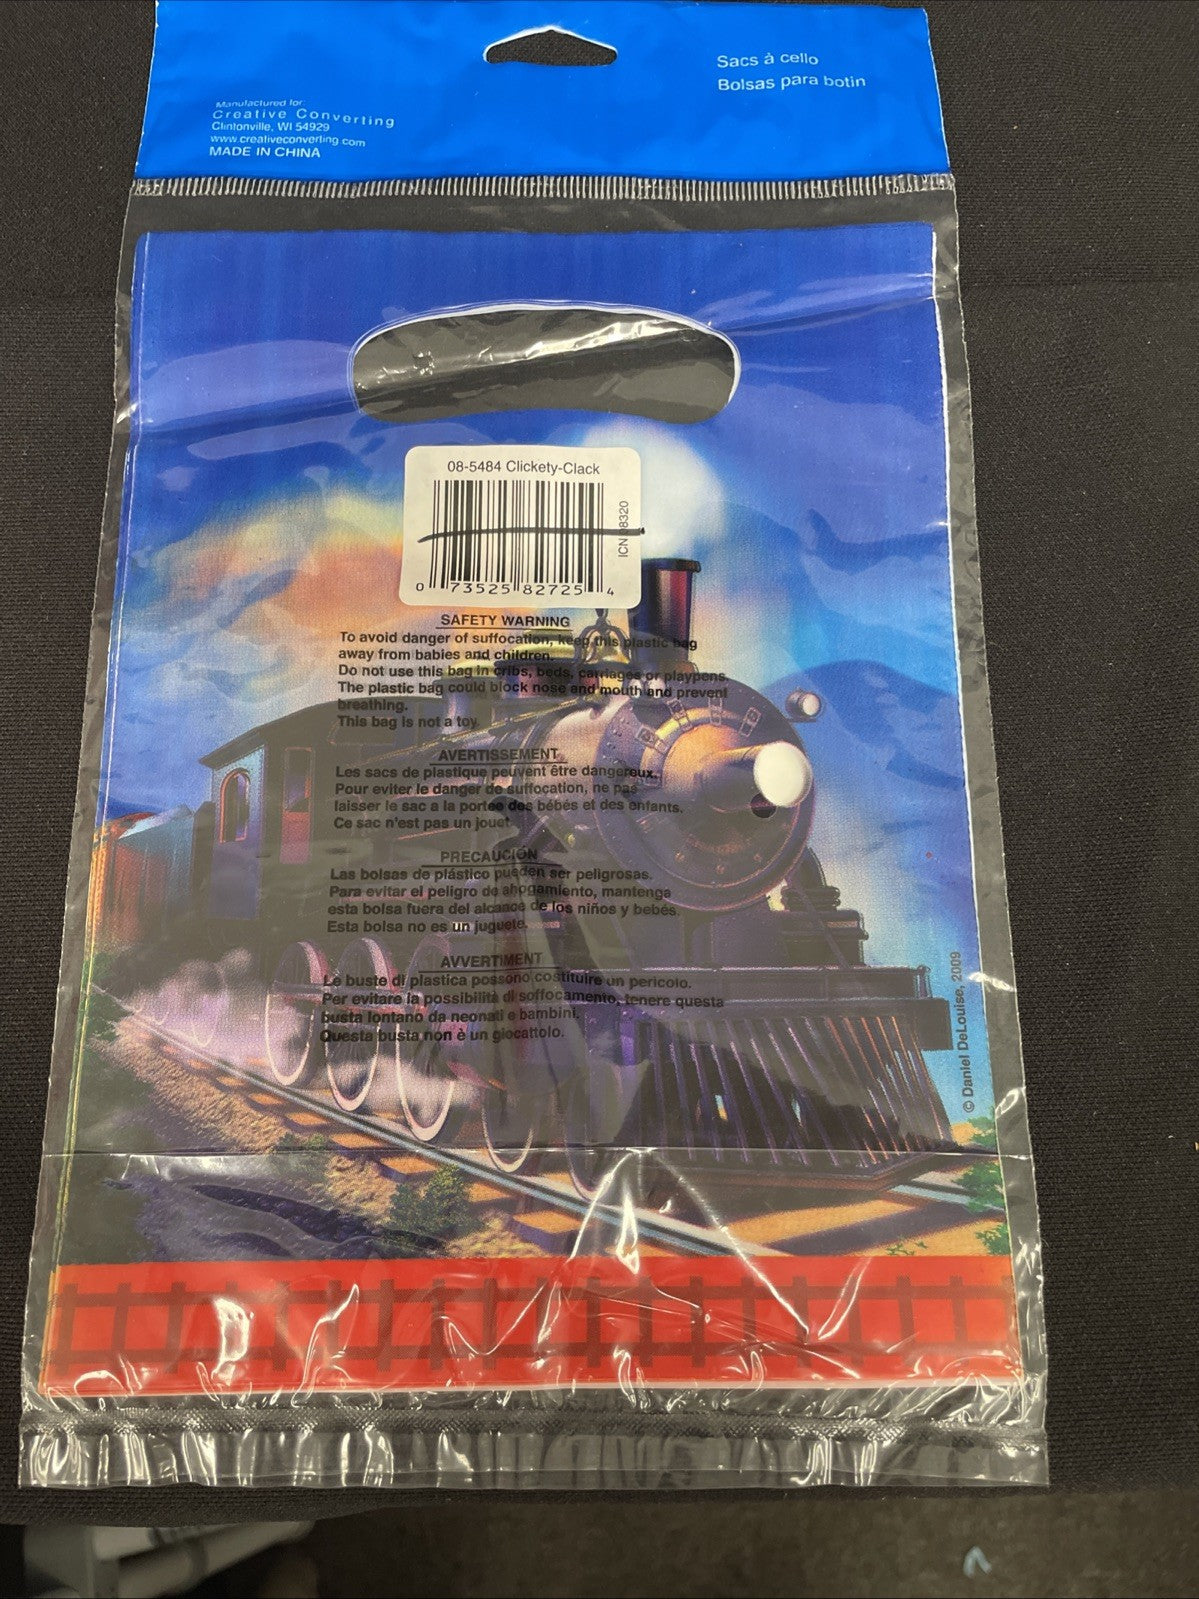 Manufactured for:
Creative Converting
Clintonville, WI 54929
www.creativeconverting.com
MADE IN CHINA
Sacs à cello
Bolsas para botin
08-5484 Clickety-Clack
ICN 08320
0 73525 82725 4
SAFETY WARNING
To avoid danger of suffocation, keep this plastic bag
away from babies and children.
Do not use this bag in cribs, beds, carriages or playpens.
The plastic bag could block nose and mouth and prevent
breathing.
This bag is not a toy.
AVERTISSEMENT
Les sacs de plastique peuvent être dangereux.
Pour eviter le danger de suffocation, ne pas
laisser le sac a la portee des bébés et des enfants.
Ce sac n'est pas un jouet
PRECAUCIÓN
Las bolsas de plástico pueden ser peligrosas.
Para evitar el peligro de ahogamiento, mantenga
esta bolsa fuera del alcance de los niños y bebés.
Esta bolsa no es un juguete.
AVVERTIMENT
Le buste di plastica possono costituire un pericolo.
Per evitare la possibilità di soffocamento, tenere questa
busta lontano da neonati e bambini.
Questa busta non è un giocattolo.
© Daniel DeLouise, 2009